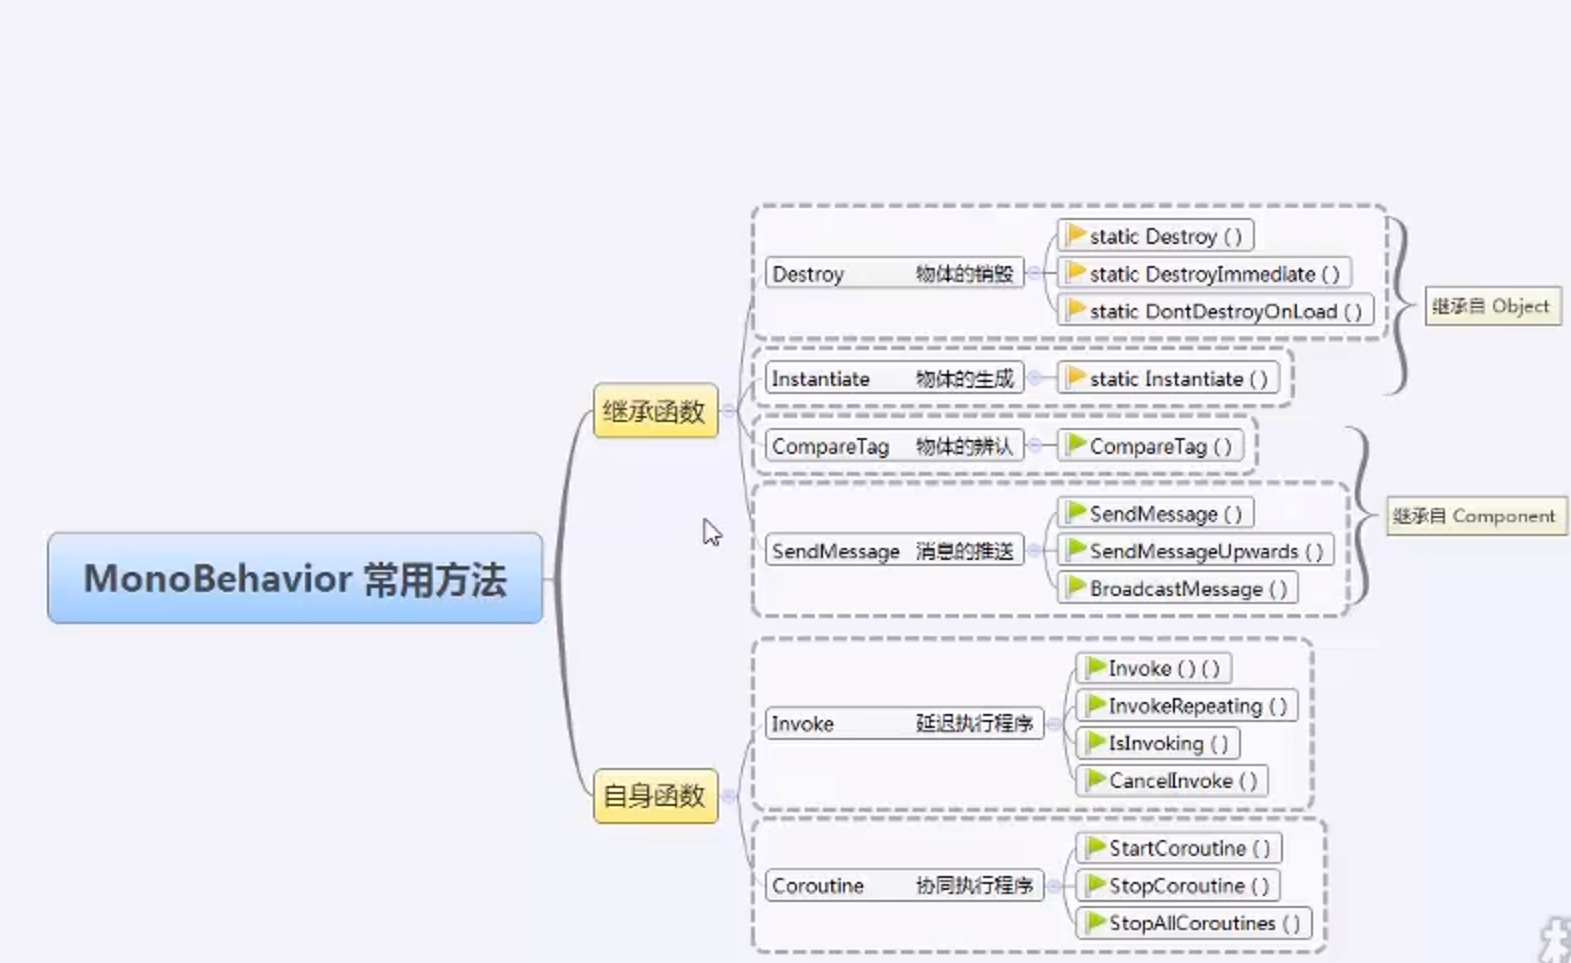 MonoBehavior 常用方法
继承函数
Destroy 物体的销毁
static Destroy ( )
static DestroyImmediate ( )
static DontDestroyOnLoad ( )
Instantiate 物体的生成
static Instantiate ( )
继承自 Object
CompareTag 物体的辨认
CompareTag ( )
SendMessage 消息的推送
SendMessage ( )
SendMessageUpwards ( )
BroadcastMessage ( )
继承自 Component
自身函数
Invoke 延迟执行程序
Invoke ( ) ( )
InvokeRepeating ( )
IsInvoking ( )
CancelInvoke ( )
Coroutine 协同执行程序
StartCoroutine ( )
StopCoroutine ( )
StopAllCoroutines ( )